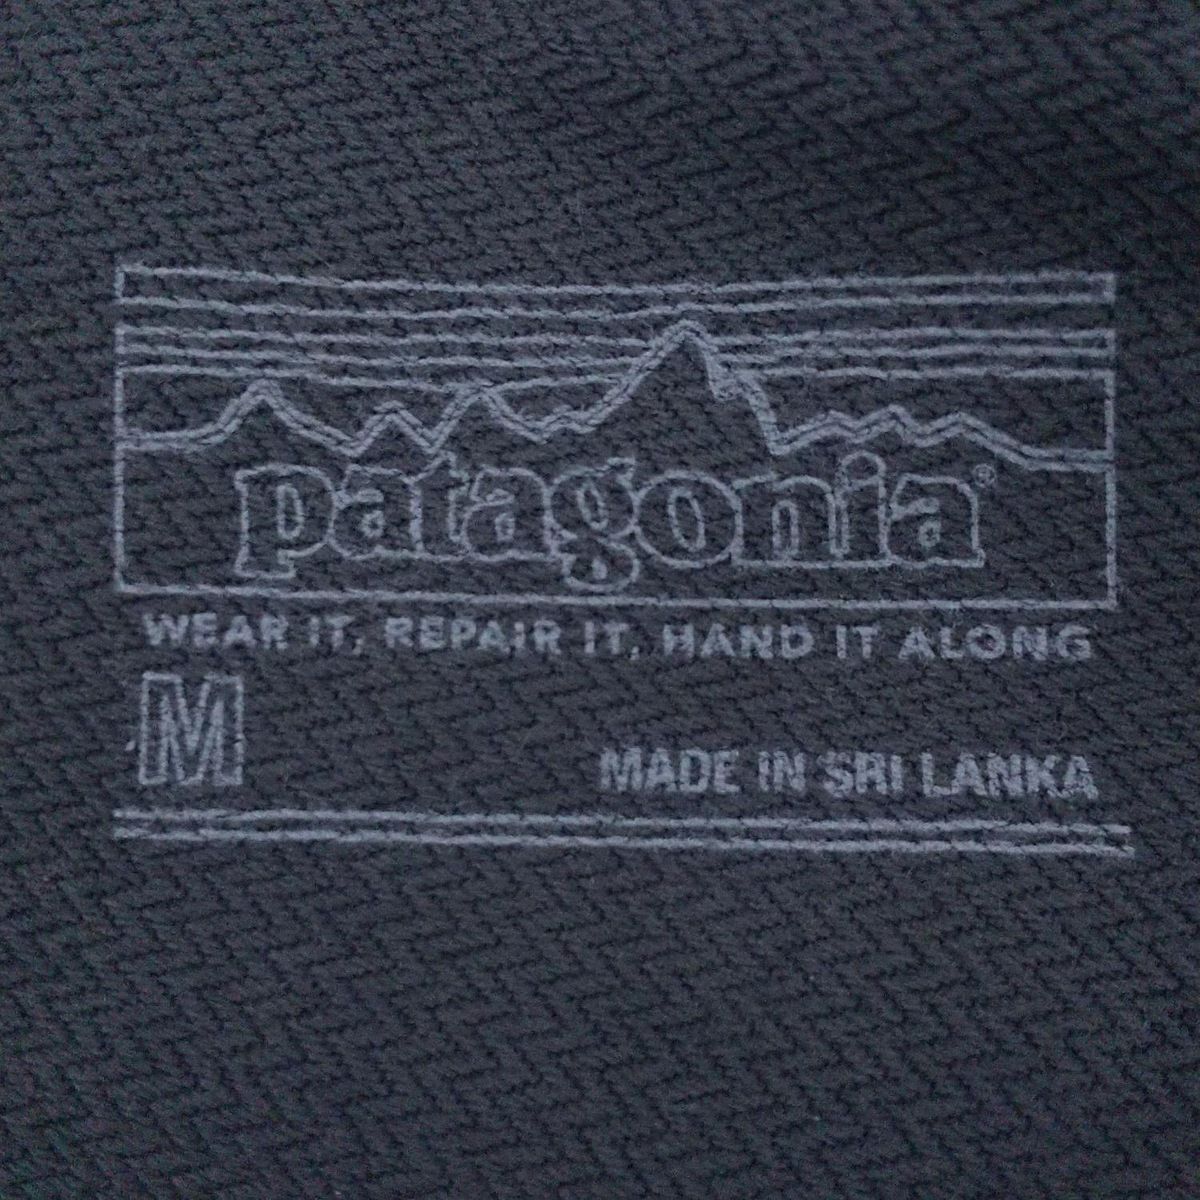 patagonia®
WEAR IT, REPAIR IT, HAND IT ALONG
M
MADE IN SRI LANKA